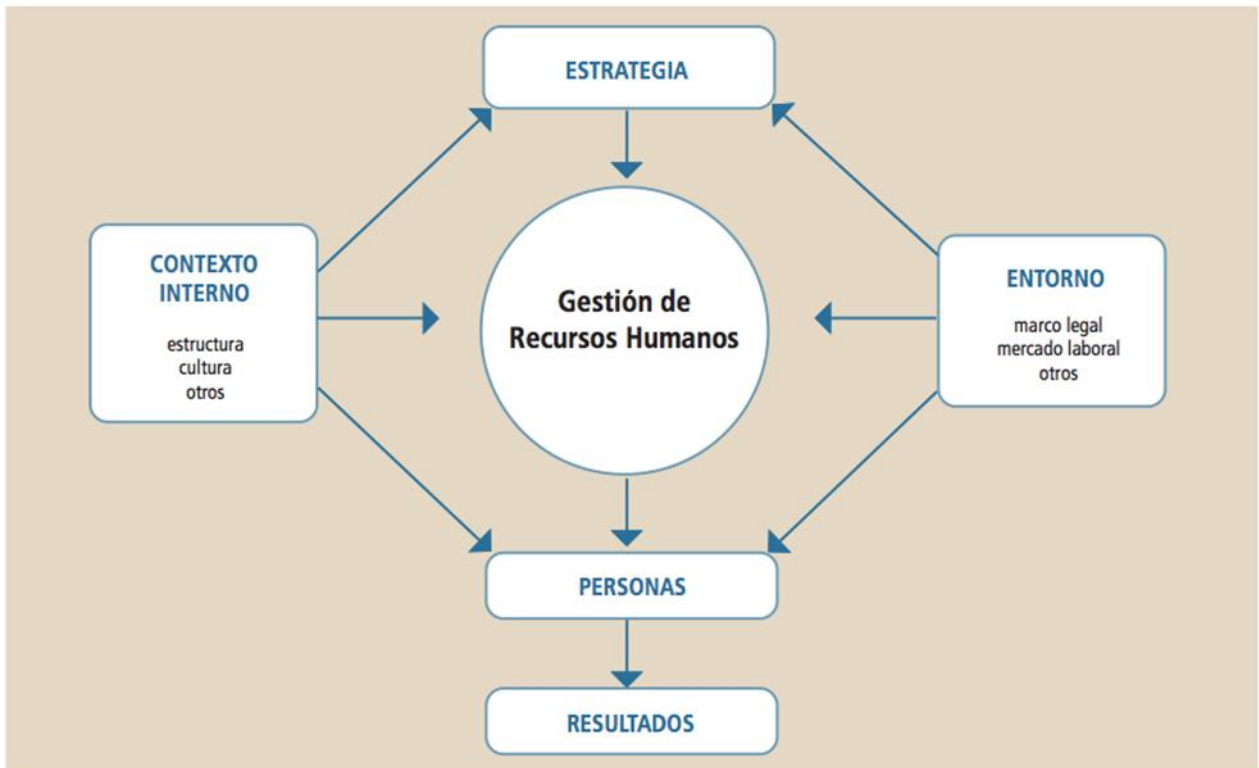 ESTRATEGIA
CONTEXTO
INTERNO
estructura
cultura
otros
Gestión de
Recursos Humanos
ENTORNO
marco legal
mercado laboral
otros
PERSONAS
RESULTADOS